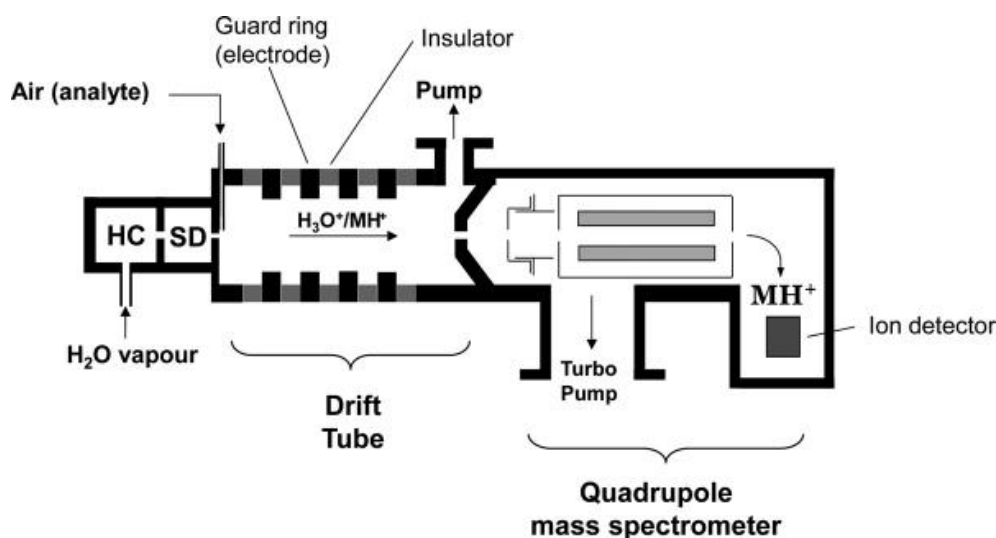 Guard ring
(electrode)
Insulator
Air (analyte)
Pump
HC
SD
H₃O⁺/MH⁺
MH⁺
H₂O vapour
Ion detector
Turbo
Pump
Drift
Tube
Quadrupole
mass spectrometer